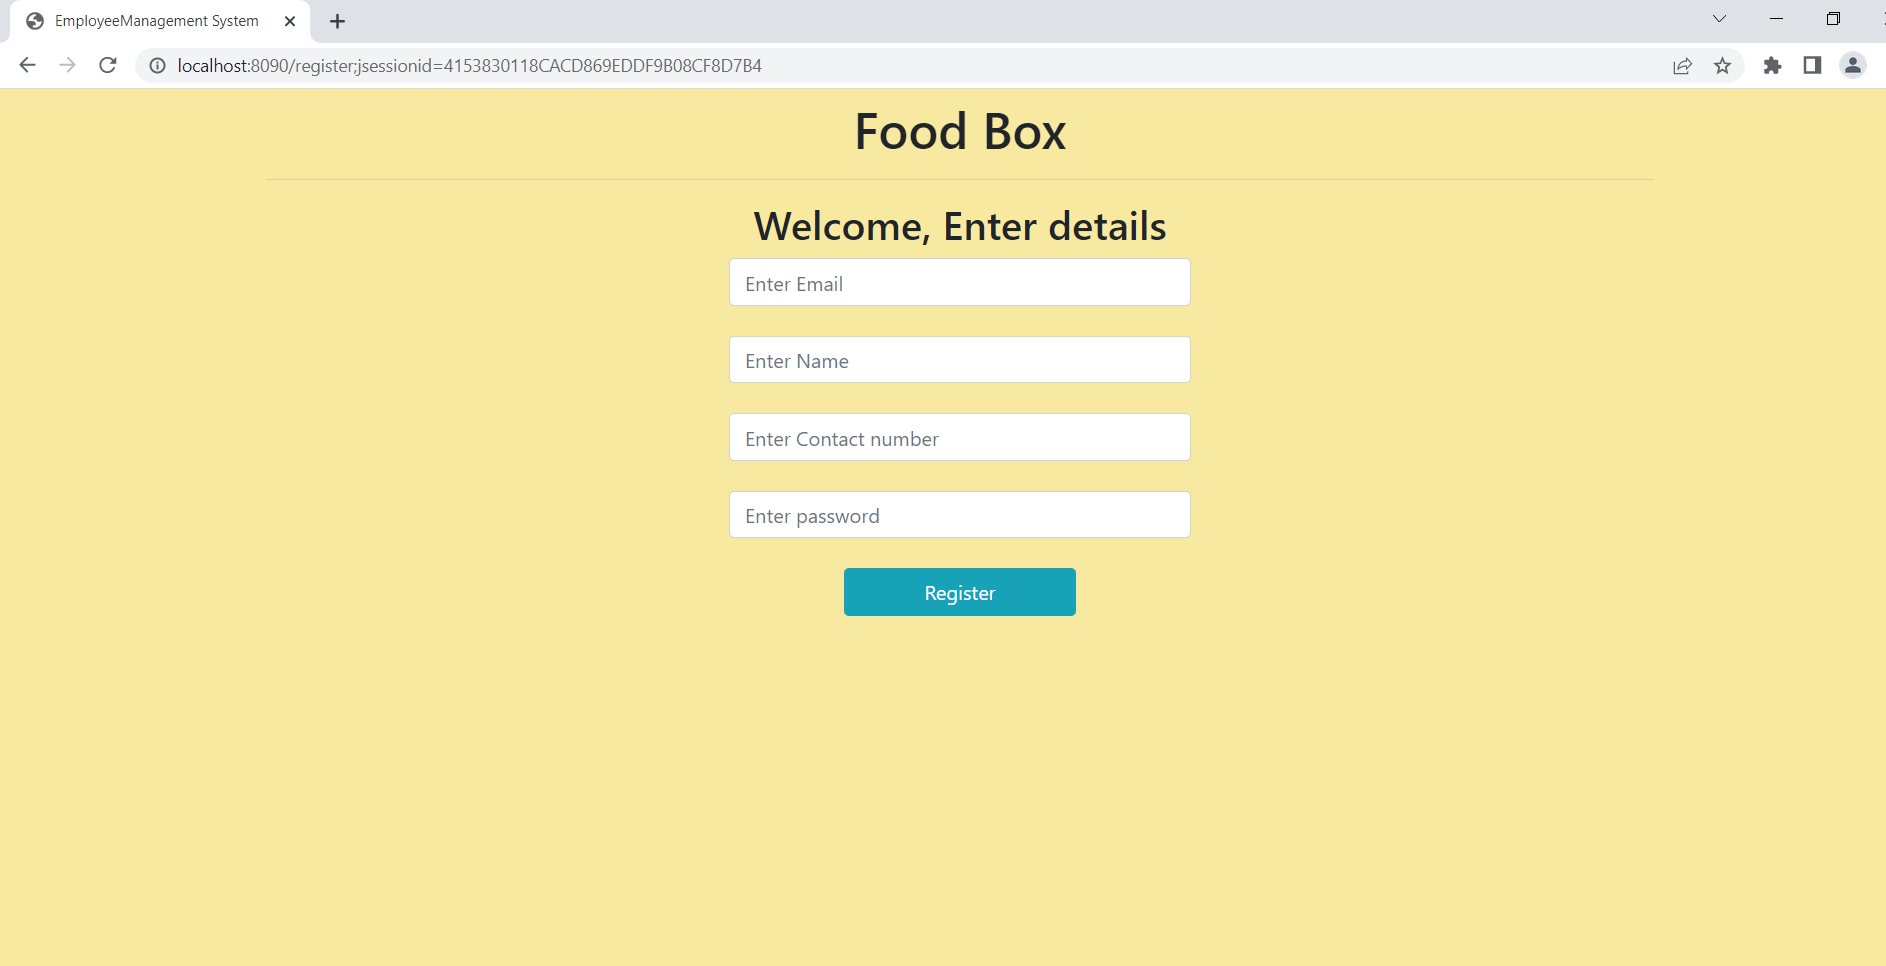 EmployeeManagement System
localhost:8090/register;jsessionid=4153830118CACD869EDDF9B08CF8D7B4
Food Box
Welcome, Enter details
Enter Email
Enter Name
Enter Contact number
Enter password
Register